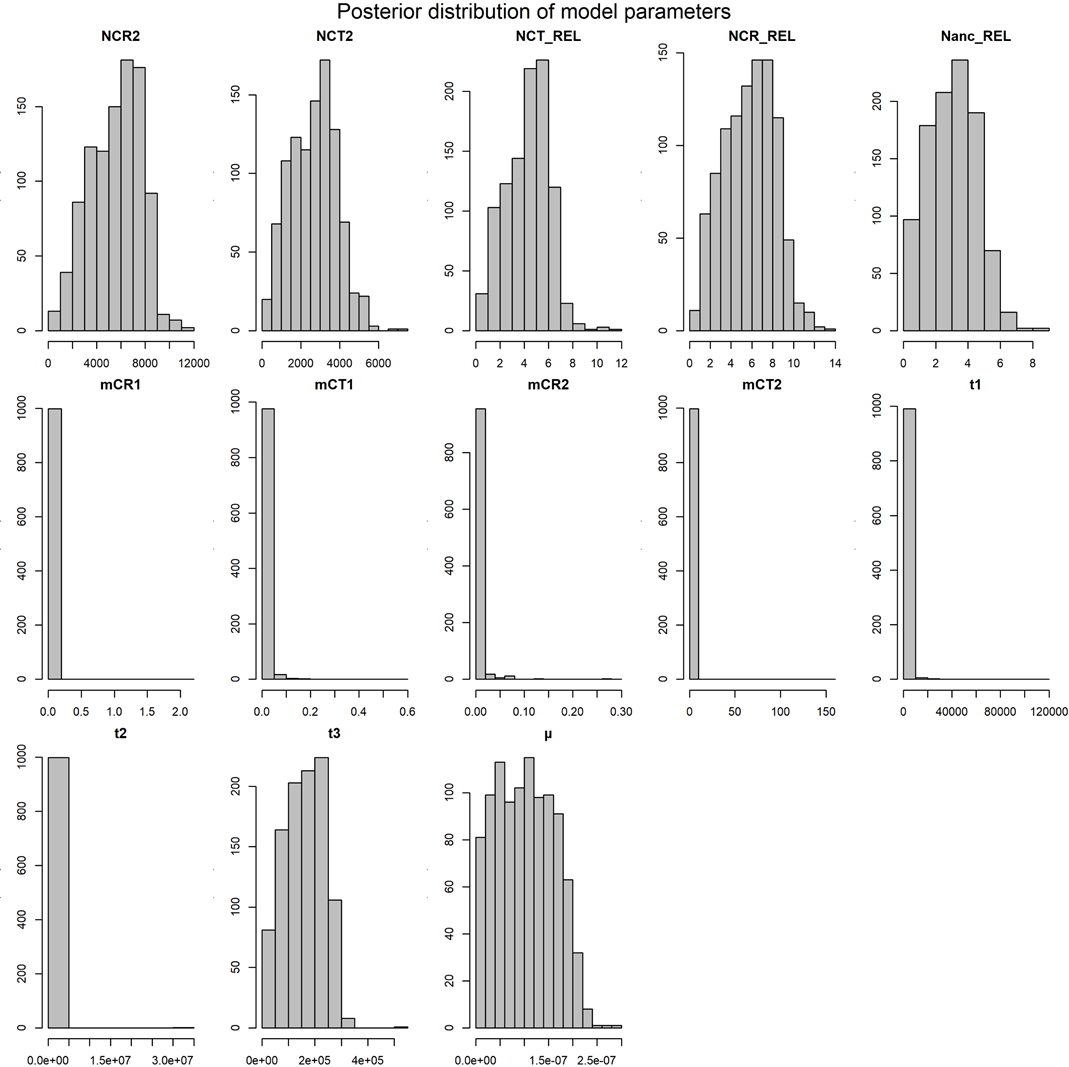 Posterior distribution of model parameters
NCR2 NCT2 NCT_REL NCR_REL Nanc_REL
0 50 100 150
0 4000 8000 12000
0 50 100 150
0 2000 4000 6000
0 50 100 150 200
0 2 4 6 8 10 12
0 50 100 150
0 2 4 6 8 10 14
0 50 100 150 200
0 2 4 6 8
mCR1 mCT1 mCR2 mCT2 t1
0 200 400 600 800 1000
0.0 0.5 1.0 1.5 2.0
0 200 400 600 800 1000
0.0 0.2 0.4 0.6
0 200 400 600 800
0.00 0.10 0.20 0.30
0 200 400 600 800 1000
0 50 100 150
0 200 400 600 800 1000
0 40000 80000 120000
t2 t3 µ
0 200 400 600 800 1000
0.0e+00 1.5e+07 3.0e+07
0 50 100 150 200
0e+00 2e+05 4e+05
0 20 40 60 80 100
0.0e+00 1.5e-07 2.5e-07